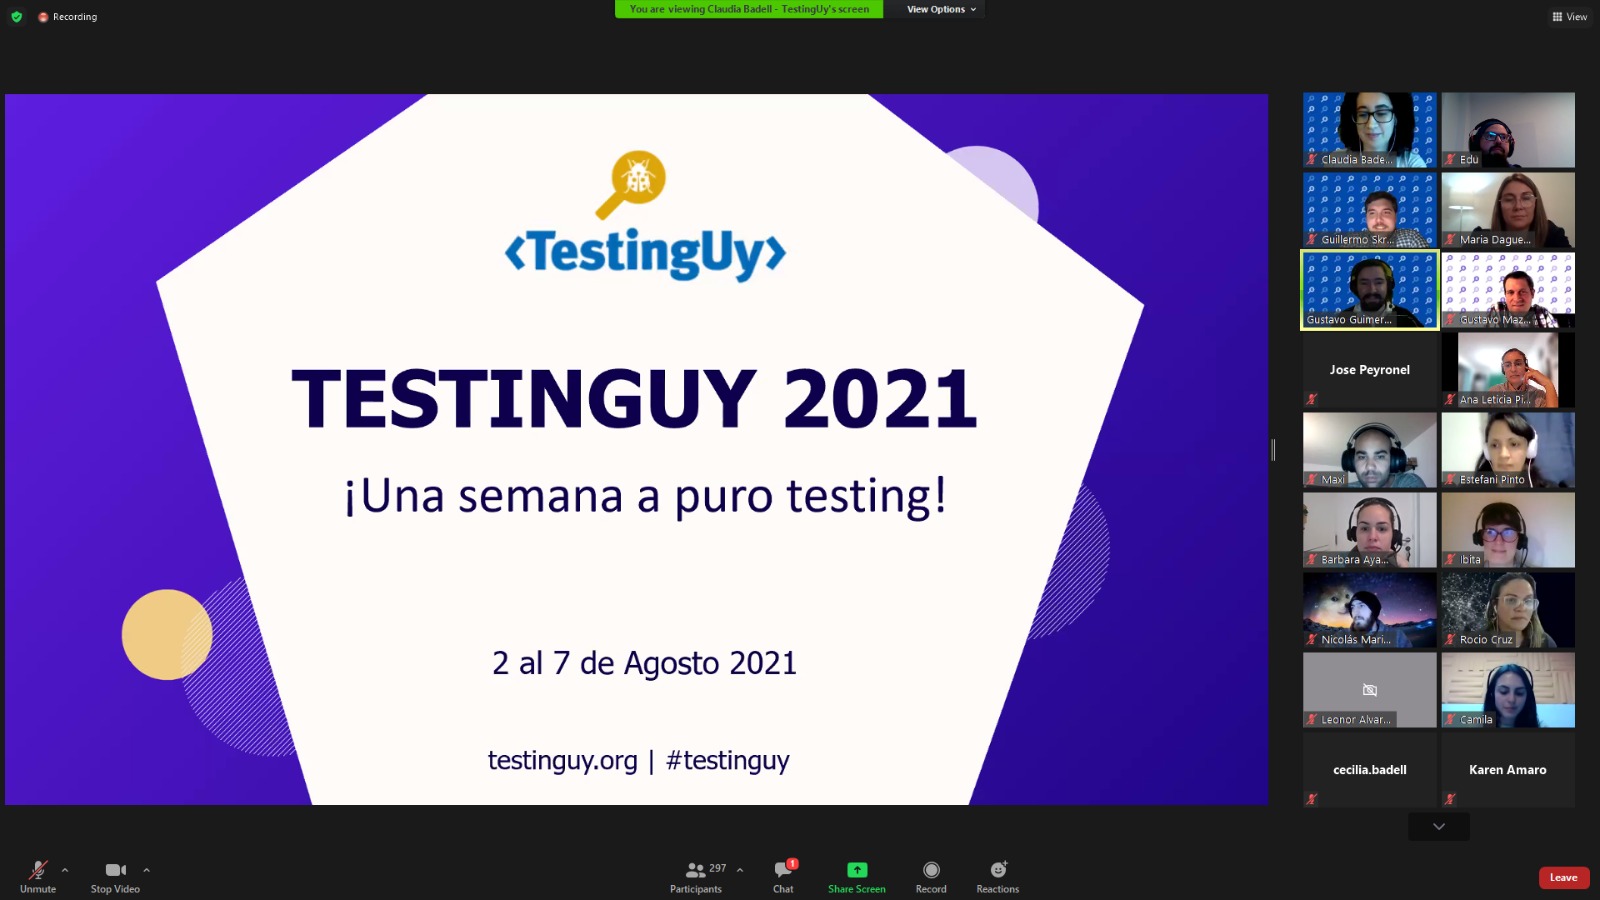 Recording
You are viewing Claudia Badell - TestingUy's screen
View Options
View
<TestingUy>
TESTINGUY 2021
¡Una semana a puro testing!
2 al 7 de Agosto 2021
testinguy.org | #testinguy
Claudia Bade...
Edu
Guillermo Skr...
Maria Dague...
Gustavo Guimer...
Gustavo Maz...
Jose Peyronel
Ana Leticia Pi...
Maxi
Estefani Pinto
Barbara Aya...
Ibita
Nicolás Mari...
Rocio Cruz
Leonor Alvar...
Camila
cecilia.badell
Karen Amaro
Unmute
Stop Video
297
Participants
1
Chat
Share Screen
Record
Reactions
Leave